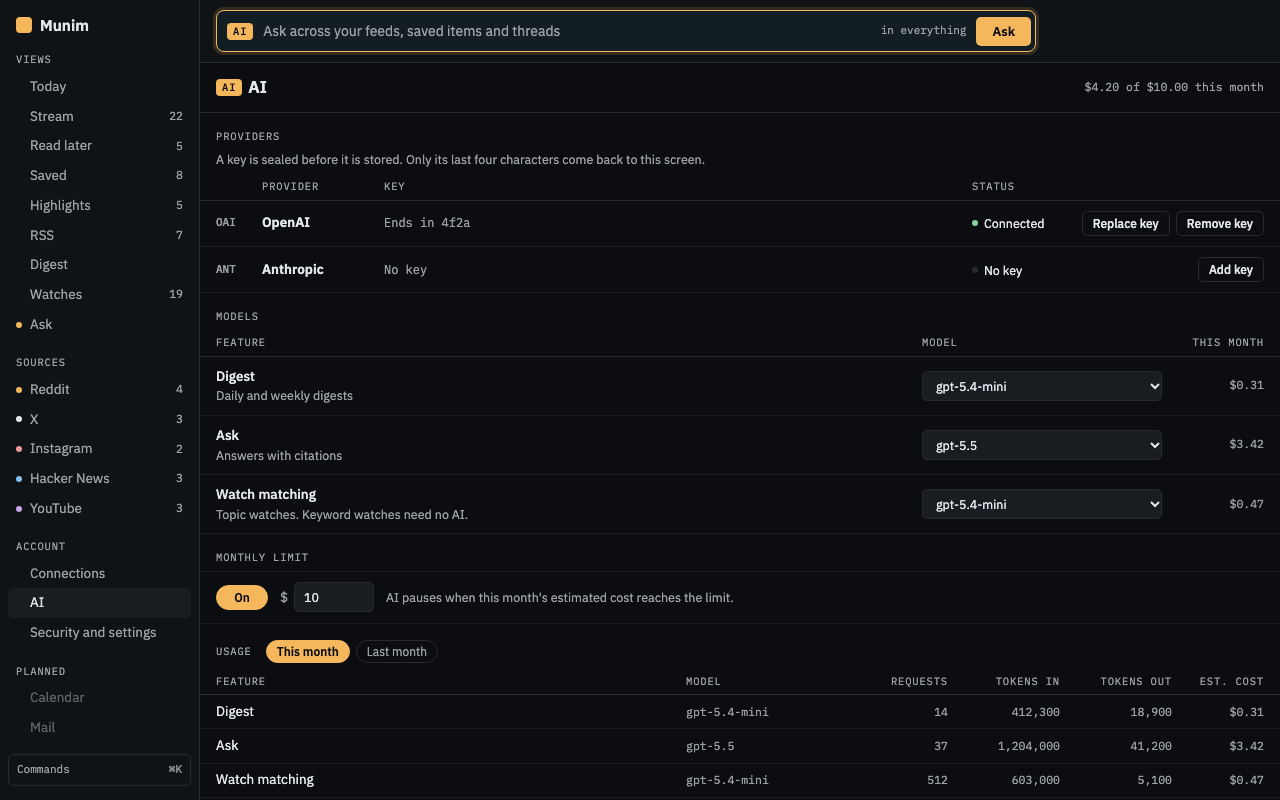 Munim
VIEWS
Today
Stream 22
Read later 5
Saved 8
Highlights 5
RSS 7
Digest
Watches 19
Ask
SOURCES
Reddit 4
X 3
Instagram 2
Hacker News 3
YouTube 3
ACCOUNT
Connections
AI
Security and settings
PLANNED
Calendar
Mail
Commands ⌘K
AI Ask across your feeds, saved items and threads in everything Ask
AI AI $4.20 of $10.00 this month
PROVIDERS
A key is sealed before it is stored. Only its last four characters come back to this screen.
PROVIDER KEY STATUS
OAI OpenAI Ends in 4f2a Connected Replace key Remove key
ANT Anthropic No key No key Add key
MODELS
FEATURE MODEL THIS MONTH
Digest
Daily and weekly digests
gpt-5.4-mini $0.31
Ask
Answers with citations
gpt-5.5 $3.42
Watch matching
Topic watches. Keyword watches need no AI.
gpt-5.4-mini $0.47
MONTHLY LIMIT
On $ 10 AI pauses when this month's estimated cost reaches the limit.
USAGE This month Last month
FEATURE MODEL REQUESTS TOKENS IN TOKENS OUT EST. COST
Digest gpt-5.4-mini 14 412,300 18,900 $0.31
Ask gpt-5.5 37 1,204,000 41,200 $3.42
Watch matching gpt-5.4-mini 512 603,000 5,100 $0.47